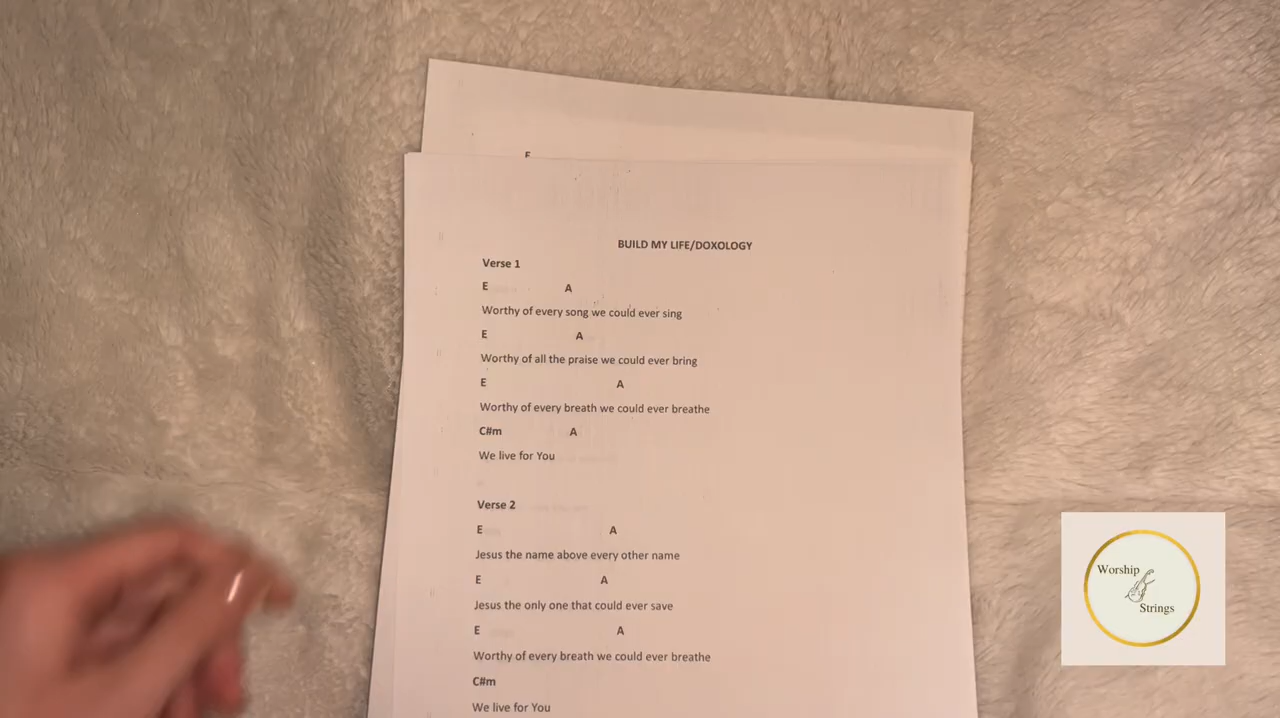 E
BUILD MY LIFE/DOXOLOGY
Verse 1
E A
Worthy of every song we could ever sing
E A
Worthy of all the praise we could ever bring
E A
Worthy of every breath we could ever breathe
C#m A
We live for You
Verse 2
E A
Jesus the name above every other name
E A
Jesus the only one that could ever save
E A
Worthy of every breath we could ever breathe
C#m
We live for You
Worship
Strings